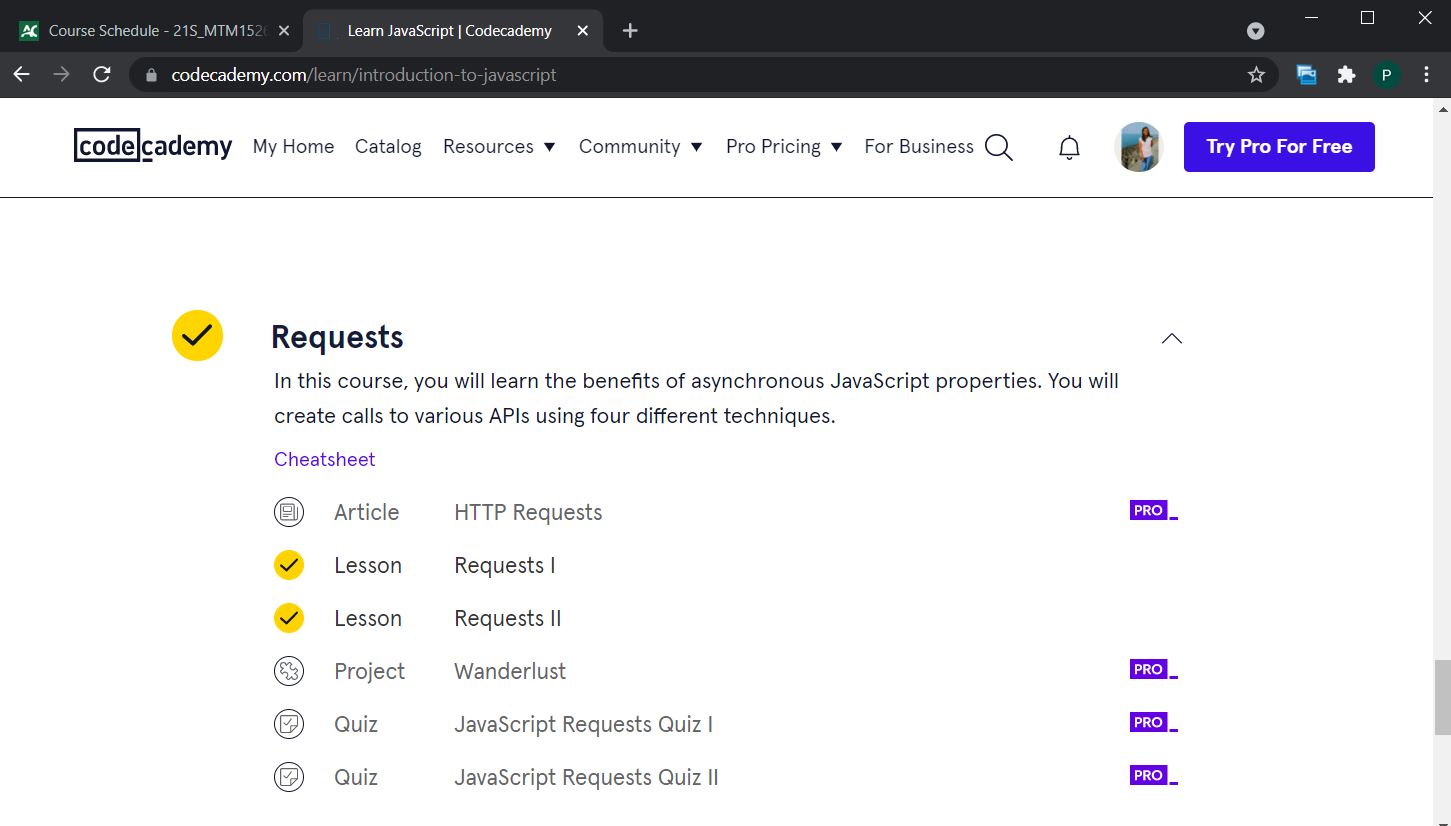 Course Schedule - 21S_MTM1526
Learn JavaScript | Codecademy
codecademy.com/learn/introduction-to-javascript
P
codecademy My Home Catalog Resources Community Pro Pricing For Business Try Pro For Free
Requests
In this course, you will learn the benefits of asynchronous JavaScript properties. You will
create calls to various APIs using four different techniques.
Cheatsheet
Article HTTP Requests PRO
Lesson Requests I
Lesson Requests II
Project Wanderlust PRO
Quiz JavaScript Requests Quiz I PRO
Quiz JavaScript Requests Quiz II PRO